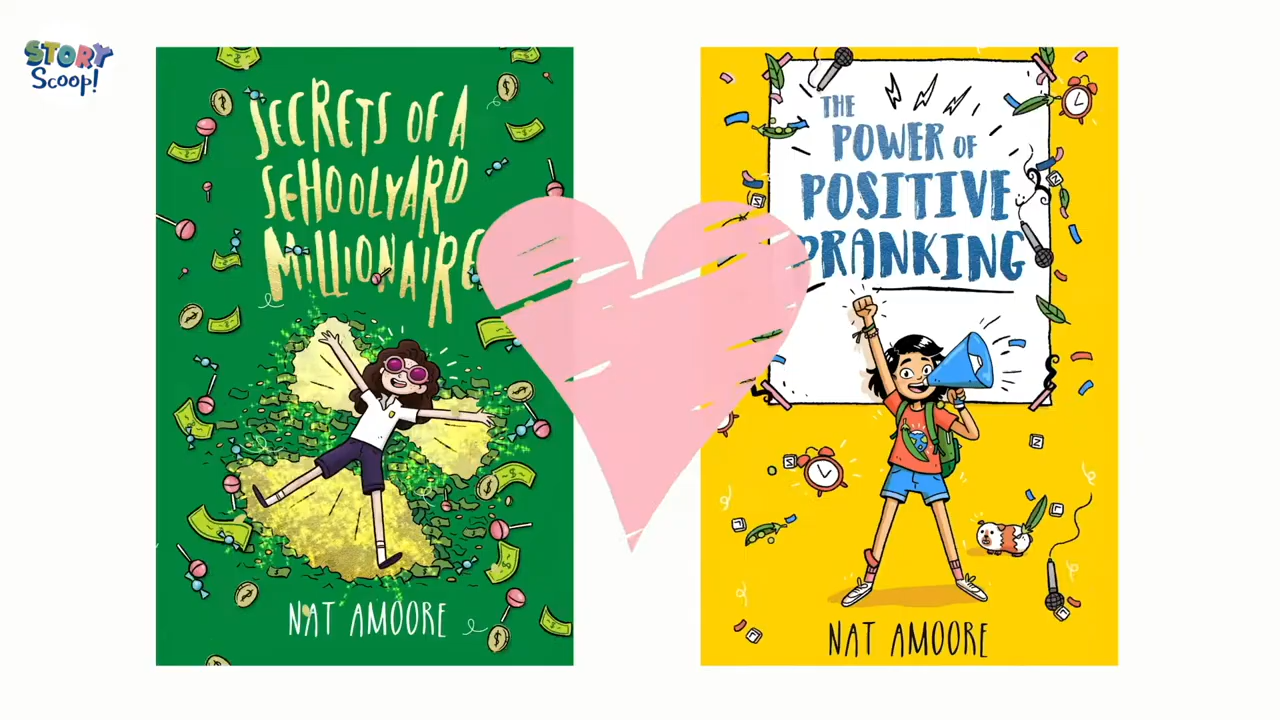 STORY
Scoop!
SECRETS OF A
SCHOOLYARD
MILLIONAIRE
NAT AMOORE
THE
POWER OF
POSITIVE
PRANKING
NAT AMOORE